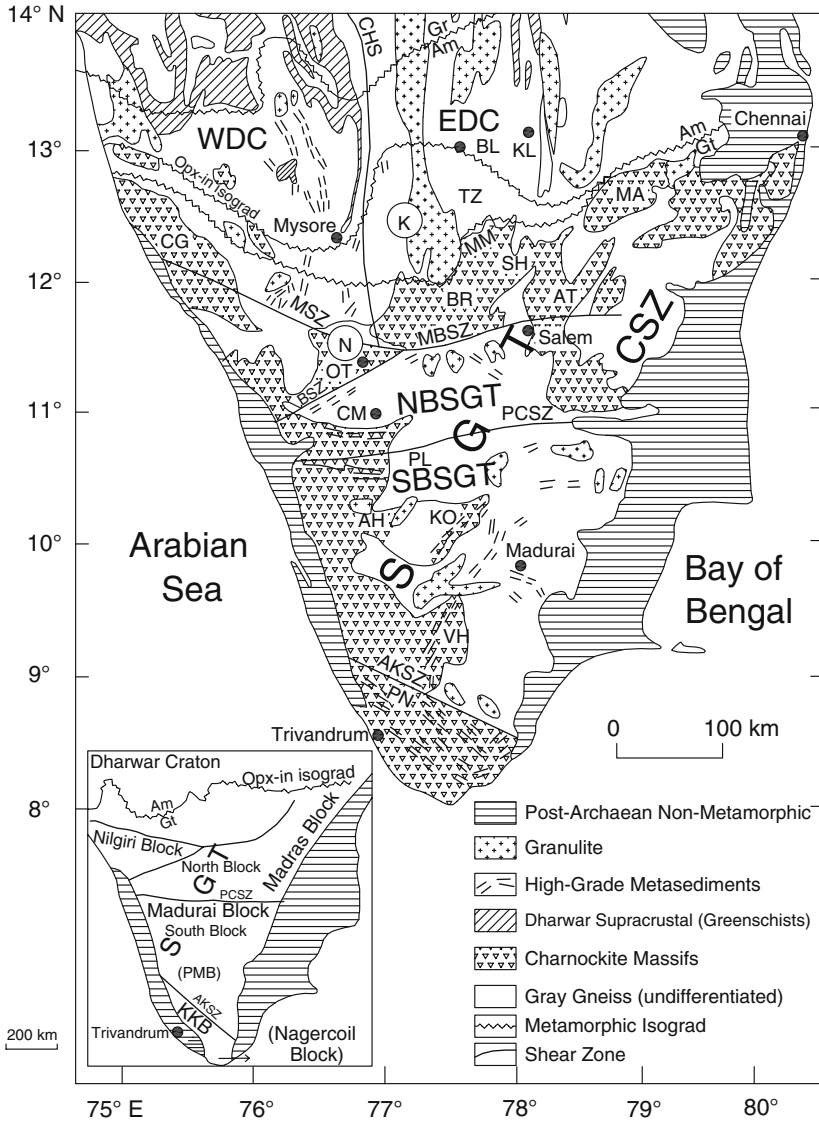 14° N
13°
12°
11°
10°
9°
8°
75° E
76°
77°
78°
79°
80°
CHS
Gr
Am
WDC
EDC
BL
KL
Am
Gt
Chennai
Opx-in isograd
Mysore
K
TZ
MA
CG
MM
SH
MSZ
BR
AT
N
OT
MBSZ
T
Salem
CSZ
BSZ
CM
NBSGT
PCSZ
G
PL
SBSGT
AH
KO
Madurai
S
Arabian
Sea
Bay of
Bengal
VH
AKSZ
PN
Trivandrum
0
100 km
Post-Archaean Non-Metamorphic
Granulite
High-Grade Metasediments
Dharwar Supracrustal (Greenschists)
Charnockite Massifs
Gray Gneiss (undifferentiated)
Metamorphic Isograd
Shear Zone
Dharwar Craton
Opx-in isograd
Am
Gt
Nilgiri Block
T
North Block
G
Madras Block
PCSZ
Madurai Block
South Block
S
(PMB)
AKSZ
KKB
Trivandrum
(Nagercoil
Block)
200 km